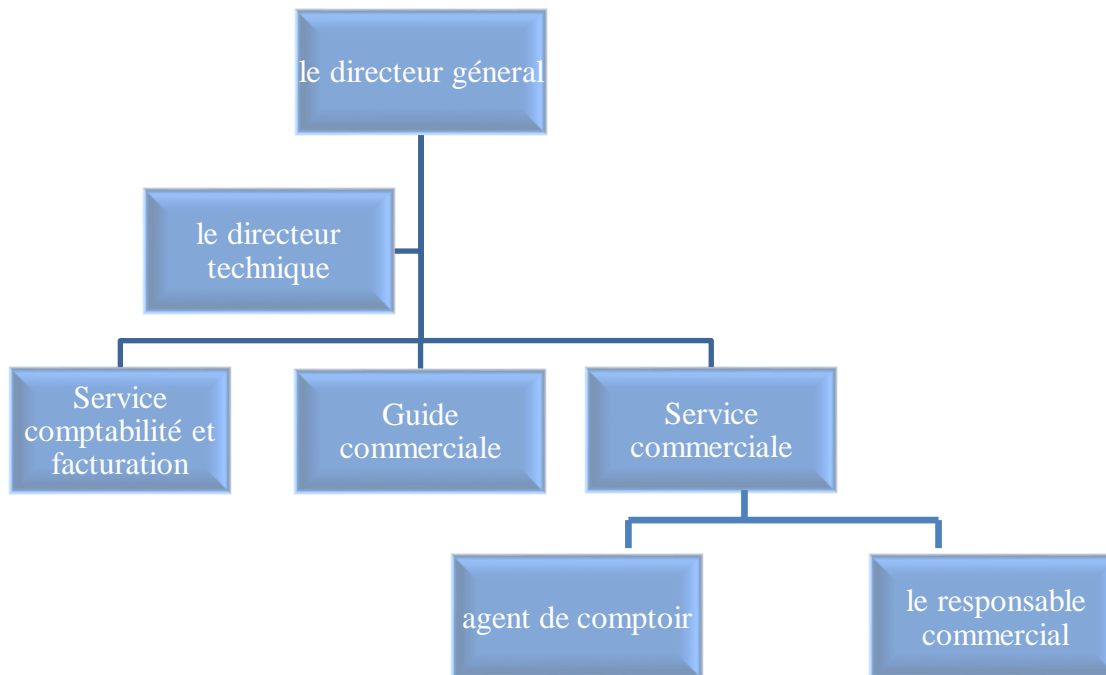 le directeur géneral
le directeur
technique
Service
comptabilité et
facturation
Guide
commerciale
Service
commerciale
agent de comptoir
le responsable
commercial